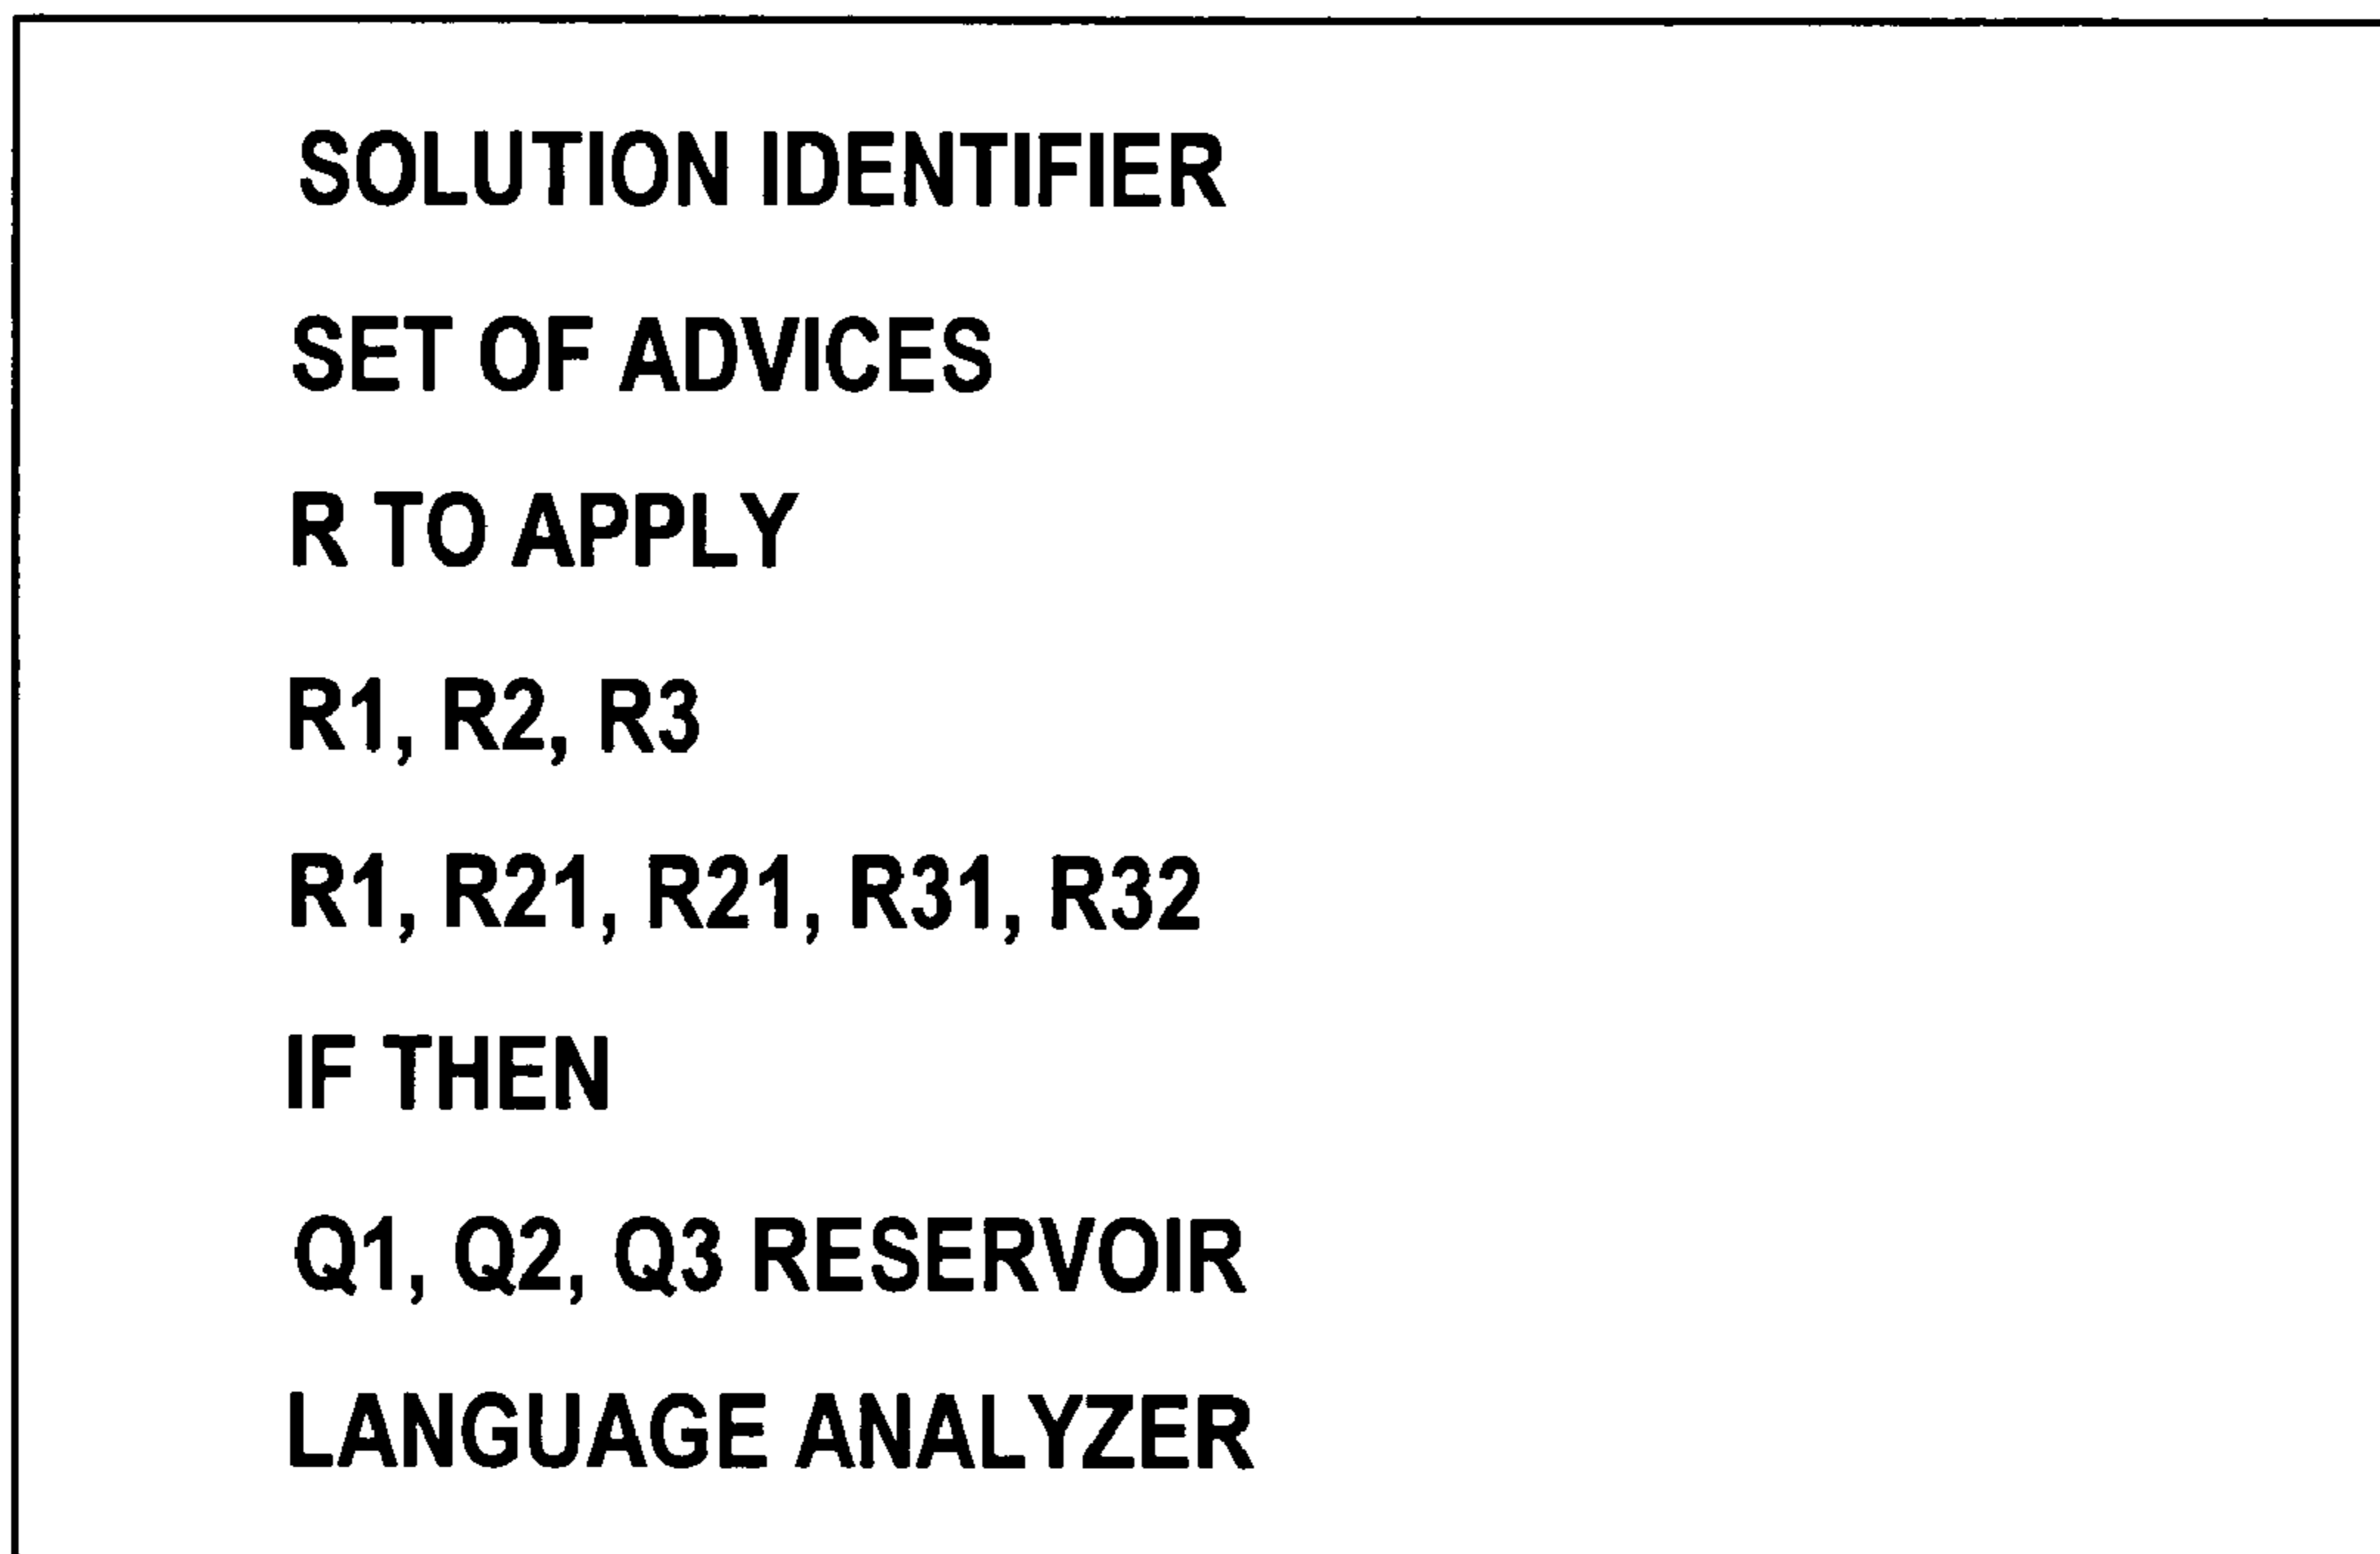 SOLUTION IDENTIFIER
SET OF ADVICES
R TO APPLY
R1, R2, R3
R1, R21, R21, R31, R32
IF THEN
Q1, Q2, Q3 RESERVOIR
LANGUAGE ANALYZER